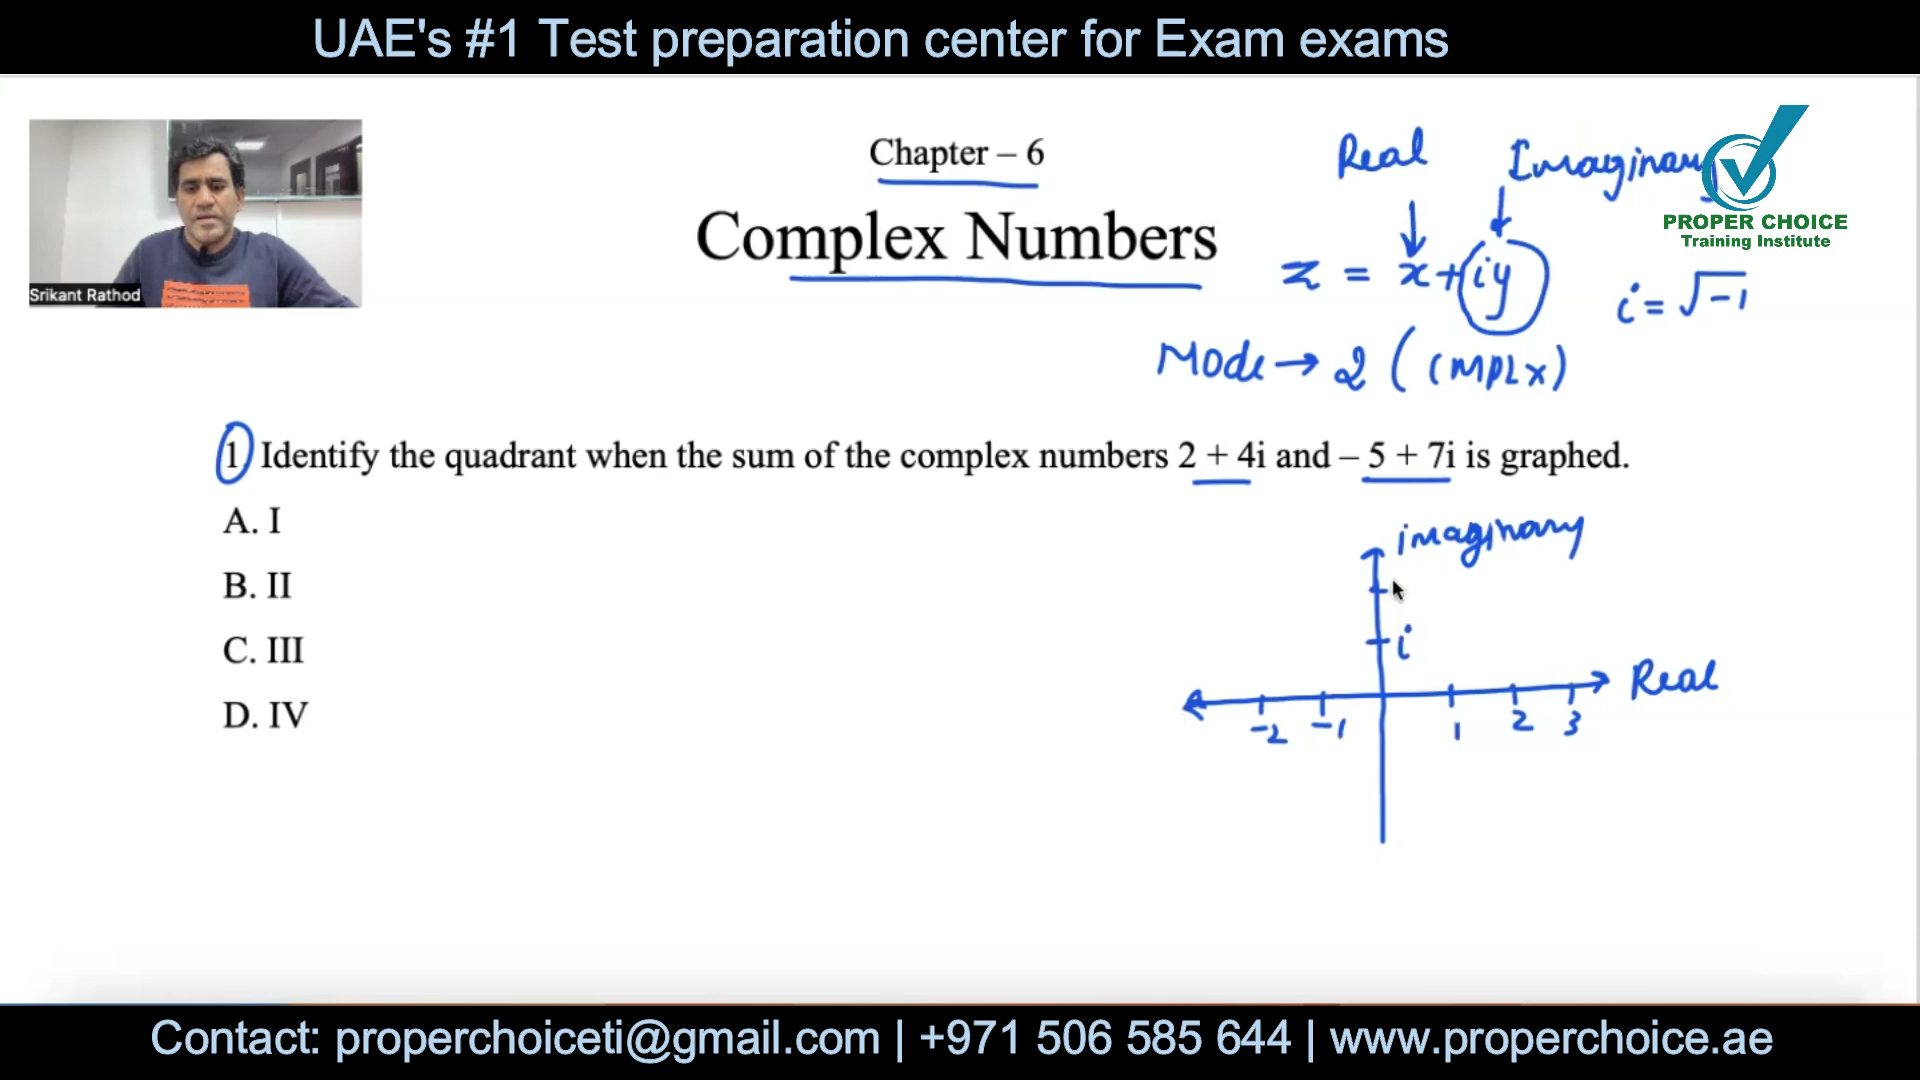 UAE's #1 Test preparation center for Exam exams
Chapter – 6
Complex Numbers
Real
Imaginary
PROPER CHOICE
Training Institute
z = x + iy
i = √-1
Mode → 2 (CMPLX)
Srikant Rathod
1 Identify the quadrant when the sum of the complex numbers 2 + 4i and – 5 + 7i is graphed.
A. I
B. II
C. III
D. IV
imaginary
i
Real
-2 -1 1 2 3
Contact: properchoiceti@gmail.com | +971 506 585 644 | www.properchoice.ae